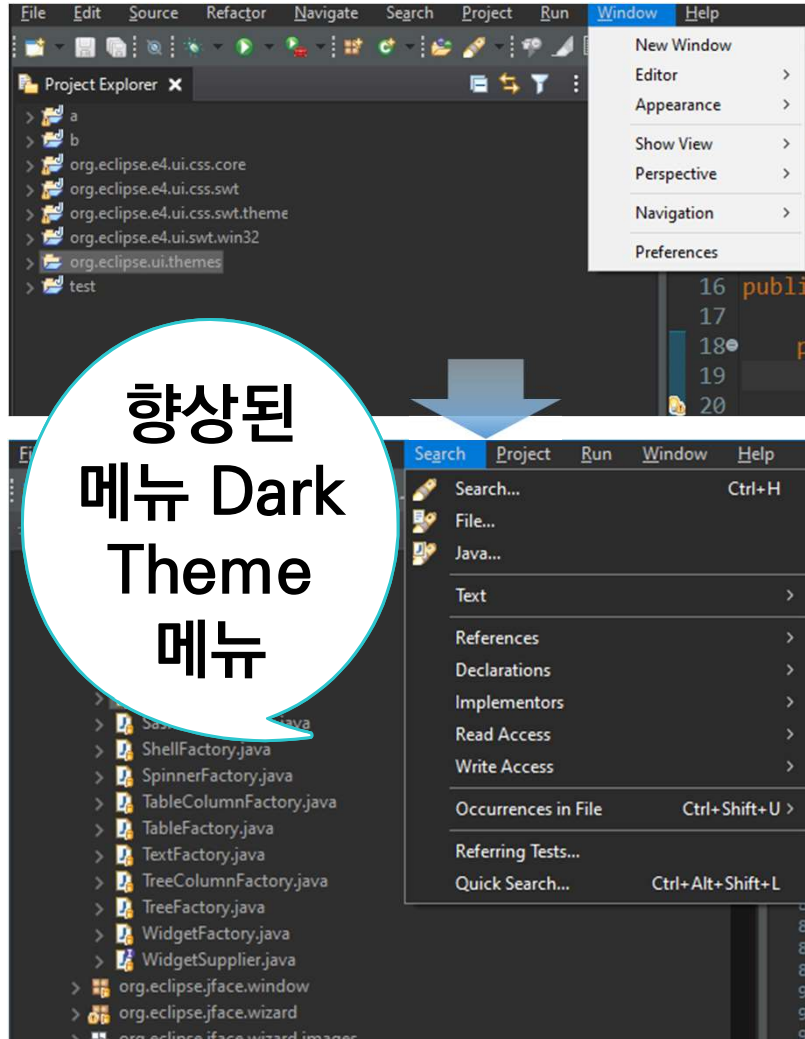 File Edit Source Refactor Navigate Search Project Run Window Help
Project Explorer
a
b
org.eclipse.e4.ui.css.core
org.eclipse.e4.ui.css.swt
org.eclipse.e4.ui.css.swt.theme
org.eclipse.e4.ui.swt.win32
org.eclipse.ui.themes
test
New Window
Editor
Appearance
Show View
Perspective
Navigation
Preferences
16 publi
17
18 p
19
20
향상된
메뉴 Dark
Theme
메뉴
Search Project Run Window Help
Search... Ctrl+H
File...
Java...
Text
References
Declarations
Implementors
Read Access
Write Access
Occurrences in File Ctrl+Shift+U
Referring Tests...
Quick Search... Ctrl+Alt+Shift+L
ShellFactory.java
SpinnerFactory.java
TableColumnFactory.java
TableFactory.java
TextFactory.java
TreeColumnFactory.java
TreeFactory.java
WidgetFactory.java
WidgetSupplier.java
org.eclipse.jface.window
org.eclipse.jface.wizard
org.eclipse.jface.wizard.images